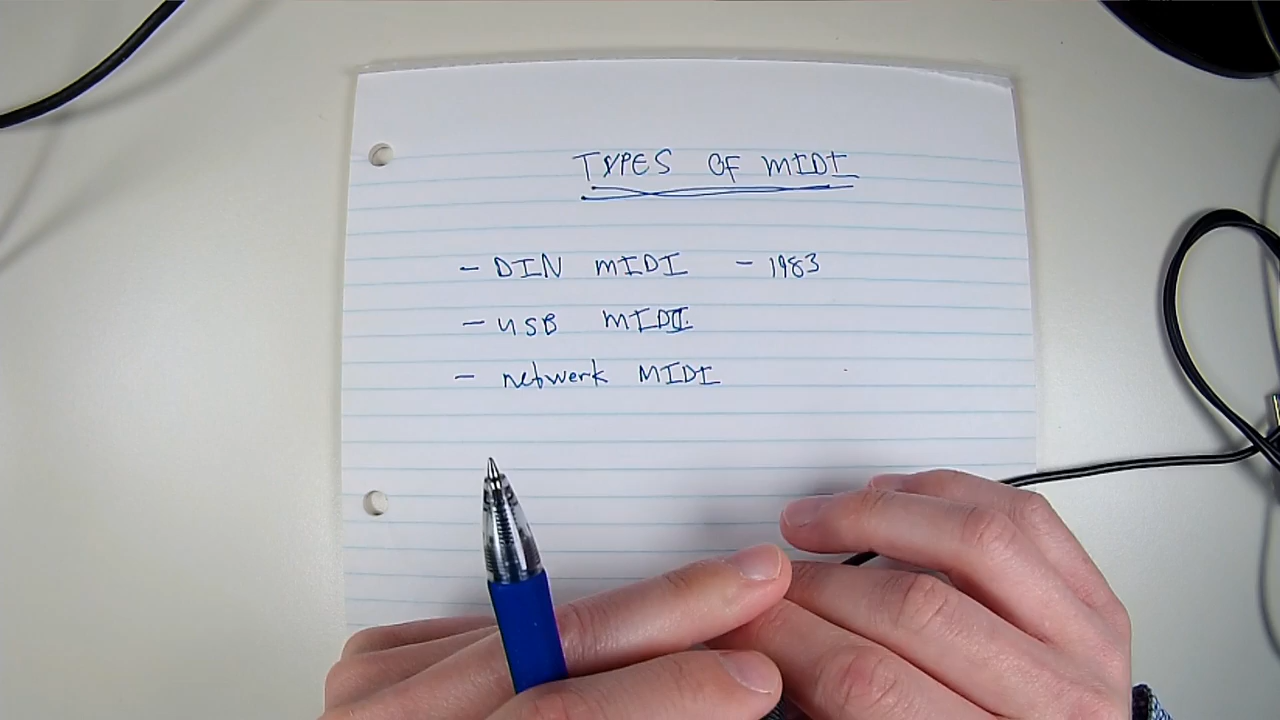 TYPES OF MIDI
- DIN MIDI - 1983
- USB MIDI
- network MIDI